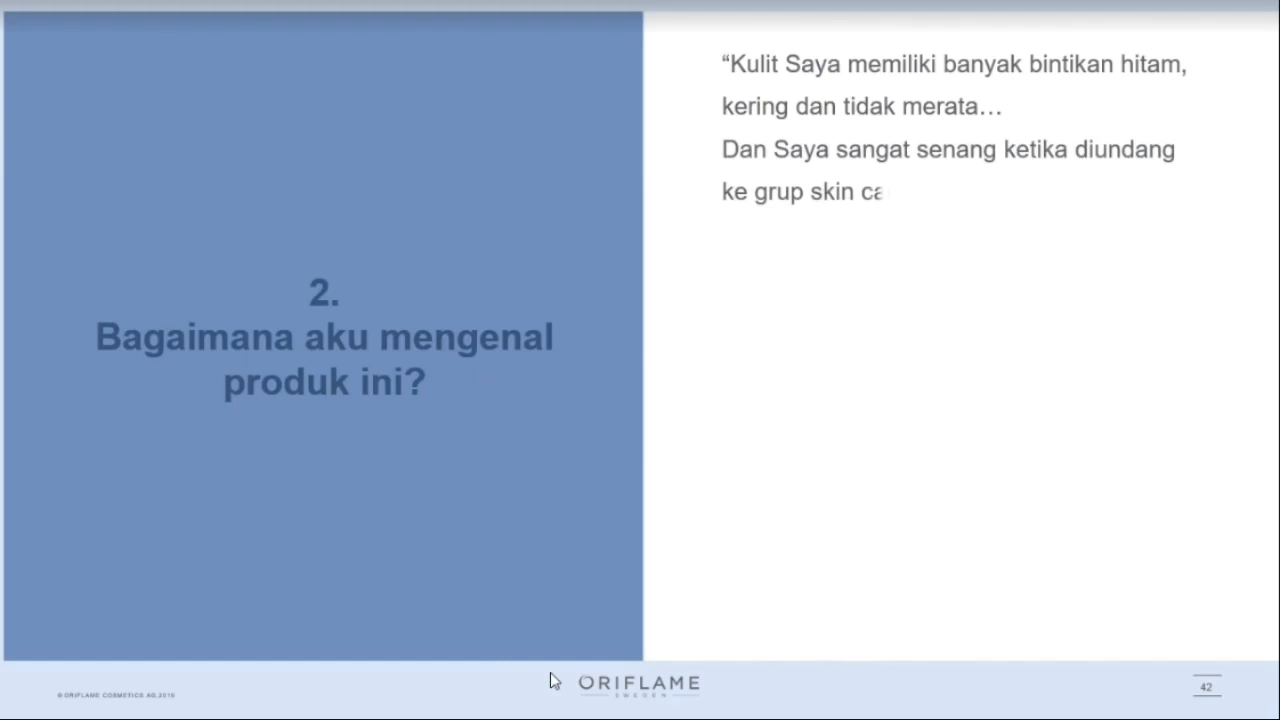 2.
Bagaimana aku mengenal
produk ini?
“Kulit Saya memiliki banyak bintikan hitam,
kering dan tidak merata…
Dan Saya sangat senang ketika diundang
ke grup skin ca
© ORIFLAME COSMETICS AG, 2016
ORIFLAME
SWEDEN
42